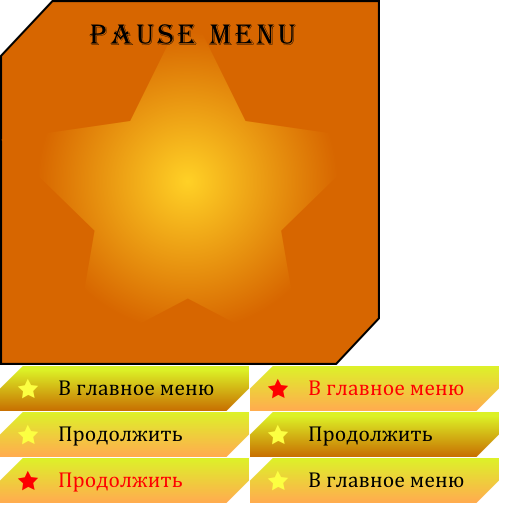 PAUSE MENU
В главное меню
В главное меню
Продолжить
Продолжить
Продолжить
В главное меню